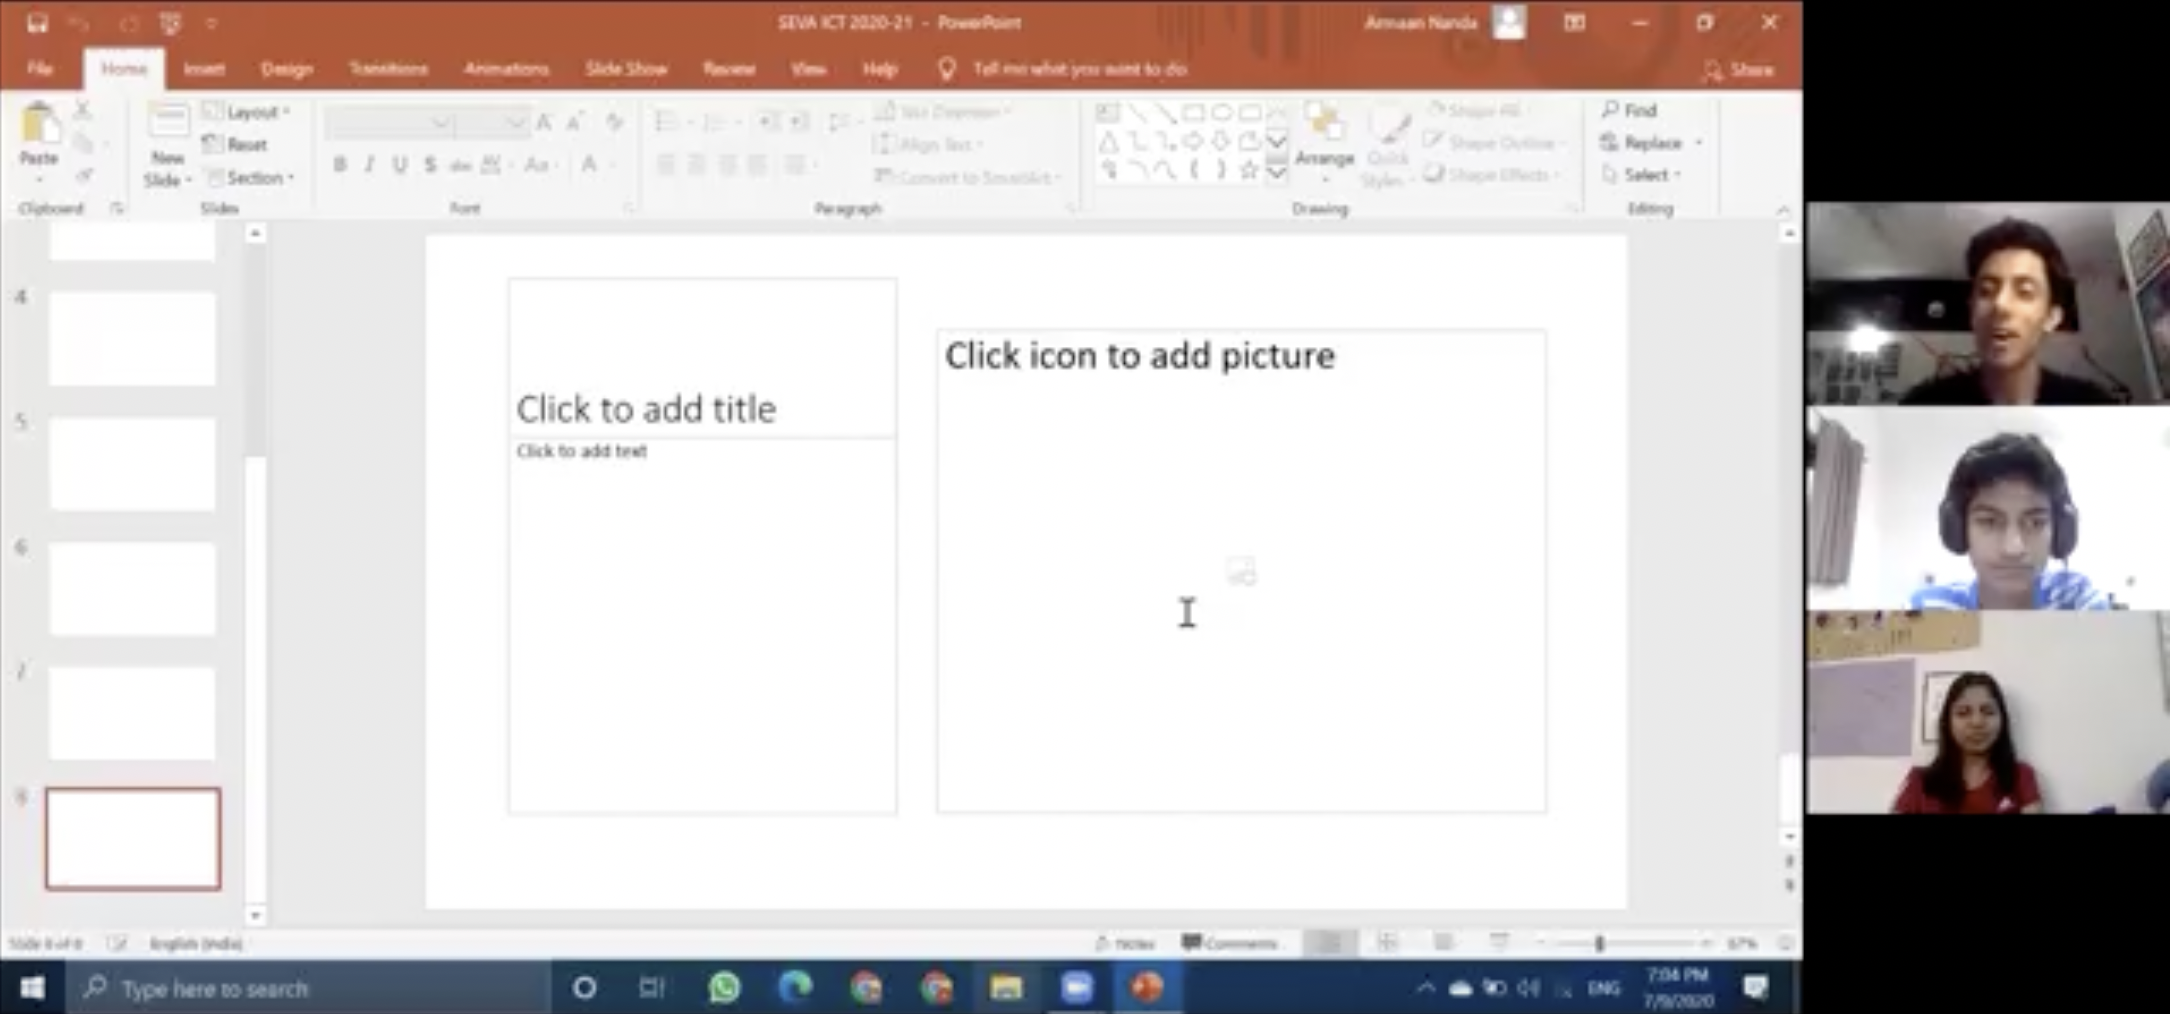 SEVA ICT 2020-21 - PowerPoint
Armaan Nanda
File Home Insert Design Transitions Animations Slide Show Review View Help Tell me what you want to do Share
Paste
New Slide
Layout
Reset
Section
B I U S abc AV Aa A
Text Direction
Align Text
Convert to SmartArt
Arrange
Quick Styles
Shape Fill
Shape Outline
Shape Effects
Find
Replace
Select
Clipboard Slides Font Paragraph Drawing Editing
4
5
6
7
8
Click to add title
Click to add text
Click icon to add picture
Slide 8 of 8 English (India) Notes Comments 67%
Type here to search
ENG
7:04 PM
7/9/2020